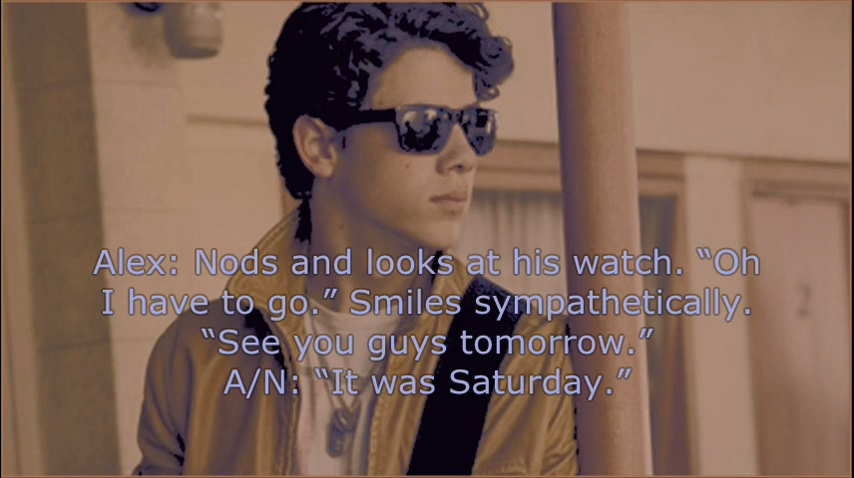 Alex: Nods and looks at his watch. “Oh
I have to go.” Smiles sympathetically.
“See you guys tomorrow.”
A/N: “It was Saturday.”
2